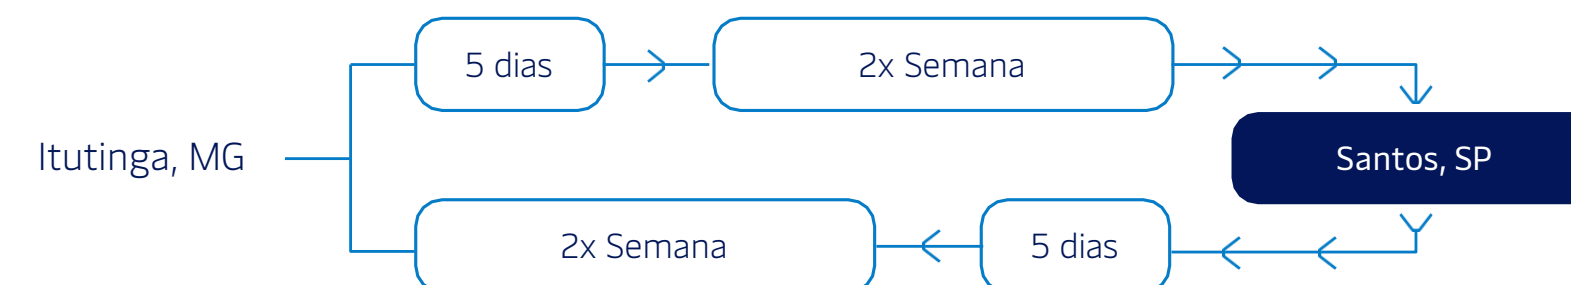 5 dias
2x Semana
Itutinga, MG
Santos, SP
2x Semana
5 dias